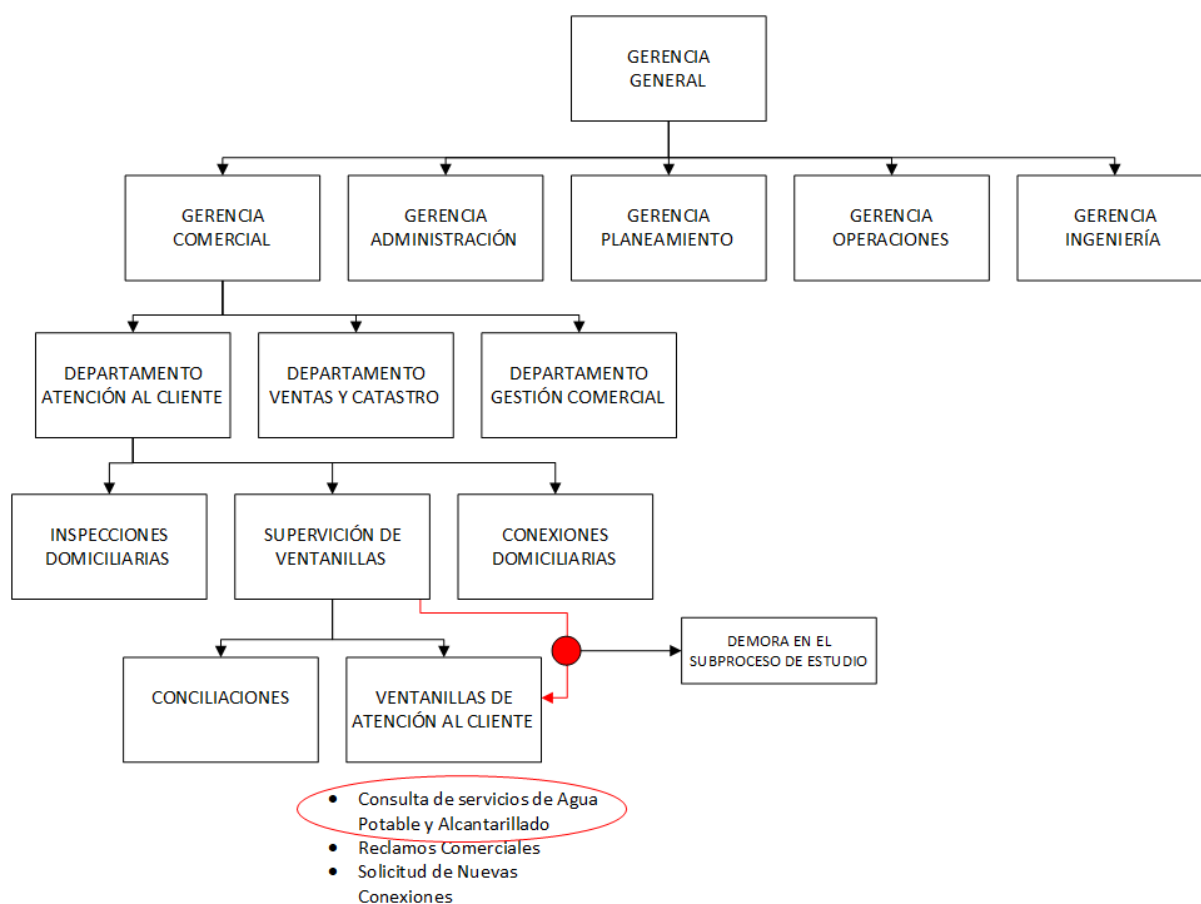 GERENCIA
GENERAL
GERENCIA
COMERCIAL
GERENCIA
ADMINISTRACIÓN
GERENCIA
PLANEAMIENTO
GERENCIA
OPERACIONES
GERENCIA
INGENIERÍA
DEPARTAMENTO
ATENCIÓN AL CLIENTE
DEPARTAMENTO
VENTAS Y CATASTRO
DEPARTAMENTO
GESTIÓN COMERCIAL
INSPECCIONES
DOMICILIARIAS
SUPERVICIÓN DE
VENTANILLAS
CONEXIONES
DOMICILIARIAS
DEMORA EN EL
SUBPROCESO DE ESTUDIO
CONCILIACIONES
VENTANILLAS DE
ATENCIÓN AL CLIENTE
• Consulta de servicios de Agua
Potable y Alcantarillado
• Reclamos Comerciales
• Solicitud de Nuevas
Conexiones